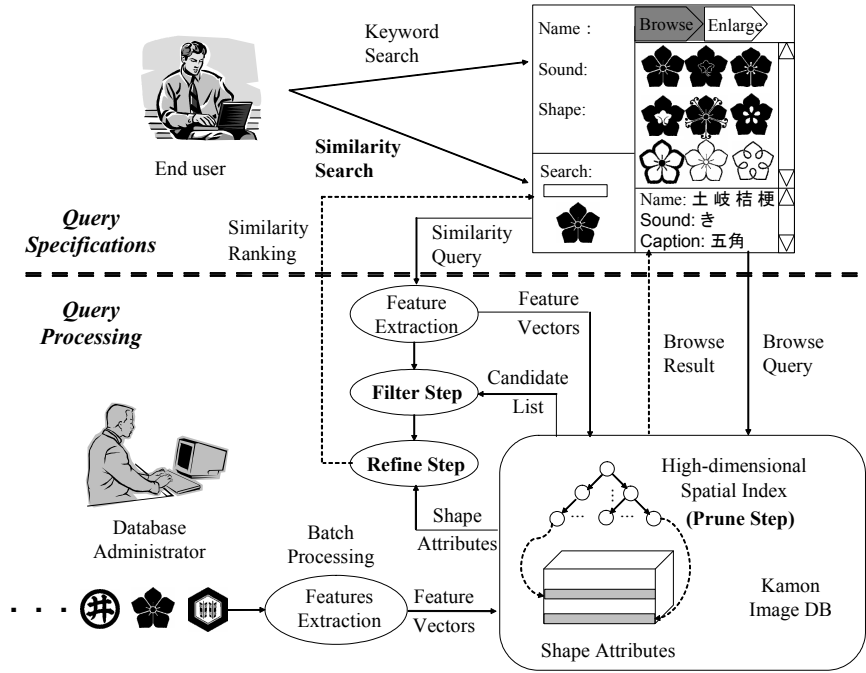 Keyword
Search
End user
Similarity
Search
Name :
Sound:
Shape:
Search:
Browse
Enlarge
Name: 土 岐 桔 梗
Sound: き
Caption: 五角
Query
Specifications
Similarity
Ranking
Similarity
Query
Query
Processing
Feature
Extraction
Feature
Vectors
Browse
Result
Browse
Query
Filter Step
Candidate
List
Refine Step
Shape
Attributes
High-dimensional
Spatial Index
(Prune Step)
Database
Administrator
Batch
Processing
井
Features
Extraction
Feature
Vectors
Kamon
Image DB
Shape Attributes